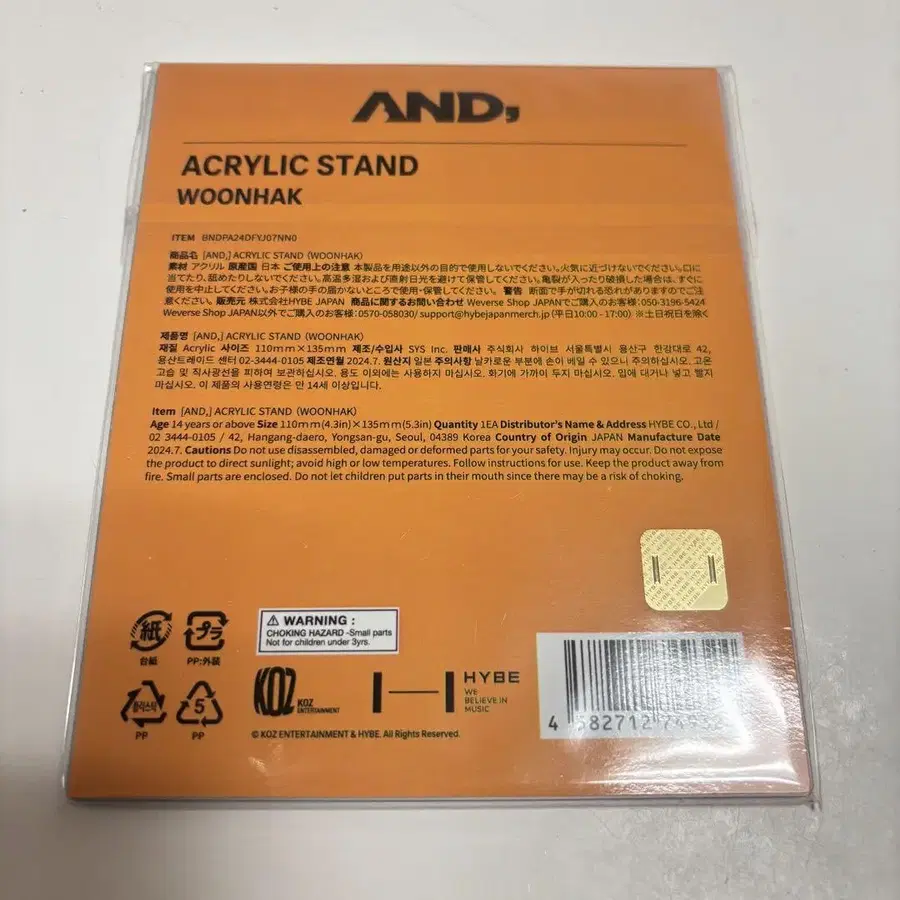 AND,
ACRYLIC STAND
WOONHAK
ITEM BNDPA24DFYJ07NN0
商品名 [AND,] ACRYLIC STAND (WOONHAK)
素材 アクリル 原産国 日本 ご使用上の注意 本製品を用途以外の目的で使用しないでください。火気に近づけないでください。口に
当てたり、舐めたりしないでください。高温多湿および直射日光を避けて保管してください。亀裂が入ったり破損した場合は、すぐに
使用を中止してください。お子様の手の届かないところで使用・保管してください。 警告 断面で手が切れる恐れがありますのでご注
意ください。 販売元 株式会社HYBE JAPAN 商品に関するお問い合わせ Weverse Shop JAPANでご購入のお客様:050-3196-5424
Weverse Shop JAPAN以外でご購入のお客様:0570-058030/ support@hybejapanmerch.jp (平日10:00 - 17:00) ※土日祝日を除く
제품명 [AND,] ACRYLIC STAND (WOONHAK)
재질 Acrylic 사이즈 110mm×135mm 제조/수입사 SYS Inc. 판매사 주식회사 하이브 서울특별시 용산구 한강대로 42,
용산트레이드 센터 02-3444-0105 제조연월 2024.7. 원산지 일본 주의사항 날카로운 부분에 손이 베일 수 있으니 주의하십시오. 고온
고습 및 직사광선을 피하여 보관하십시오. 용도 이외에는 사용하지 마십시오. 화기에 가까이 두지 마십시오. 입에 대거나 넣고 빨지
마십시오. 이 제품의 사용연령은 만 14세 이상입니다.
Item [AND,] ACRYLIC STAND (WOONHAK)
Age 14 years or above Size 110mm(4.3in)×135mm(5.3in) Quantity 1EA Distributor's Name & Address HYBE CO., Ltd /
02 3444-0105 / 42, Hangang-daero, Yongsan-gu, Seoul, 04389 Korea Country of Origin JAPAN Manufacture Date
2024.7. Cautions Do not use disassembled, damaged or deformed parts for your safety. Injury may occur. Do not expose
the product to direct sunlight; avoid high or low temperatures. Follow instructions for use. Keep the product away from
fire. Small parts are enclosed. Do not let children put parts in their mouth since there may be a risk of choking.
紙
台紙
プラ
PP:外装
WARNING :
CHOKING HAZARD -Small parts
Not for children under 3yrs.
플라스틱
PP
5
PP
KOZ
KOZ
ENTERTAINMENT
HYBE
WE
BELIEVE IN
MUSIC
© KOZ ENTERTAINMENT & HYBE. All Rights Reserved.